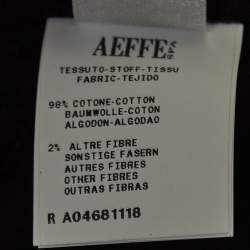 AEFFE SPA
TESSUTO-STOFF-TISSU
FABRIC-TEJIDO
98% COTONE-COTTON
BAUMWOLLE-COTON
ALGODON-ALGODAO
2% ALTRE FIBRE
SONSTIGE FASERN
AUTRES FIBRES
OTHER FIBRES
OUTRAS FIBRAS
R A04681118